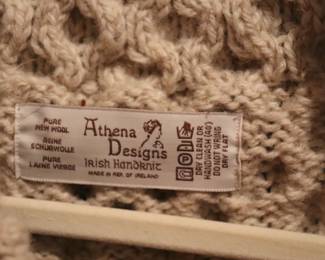 PURE
NEW WOOL
REINE
SCHURWOLLE
PURE
LAINE VIERGE
Athena
Designs
IRISH HANDKNIT
MADE IN REP. OF IRELAND
DRY CLEAN OR
HANDWASH (40°)
DO NOT WRING
DRY FLAT